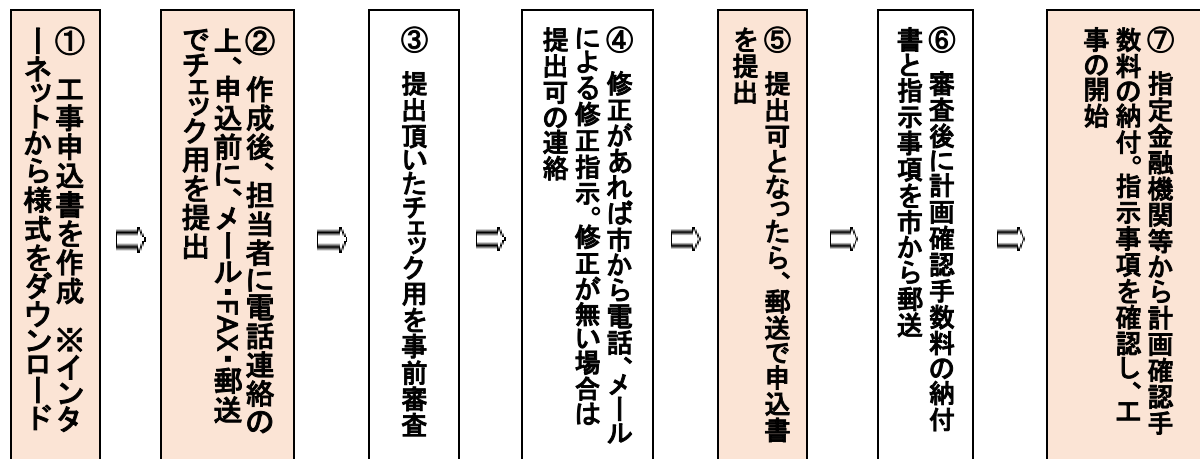 ① 工事申込書を作成 ※インタ
ーネットから様式をダウンロード
② 作成後、担当者に電話連絡の
上、申込前に、メール・FAX・郵送
でチェック用を提出
③ 提出頂いたチェック用を事前審査
④ 修正があれば市から電話、メール
による修正指示。修正が無い場合は
提出可の連絡
⑤ 提出可となったら、郵送で申込書
を提出
⑥ 審査後に計画確認手数料の納付
書と指示事項を市から郵送
⑦ 指定金融機関等から計画確認手
数料の納付。指示事項を確認し、工
事の開始